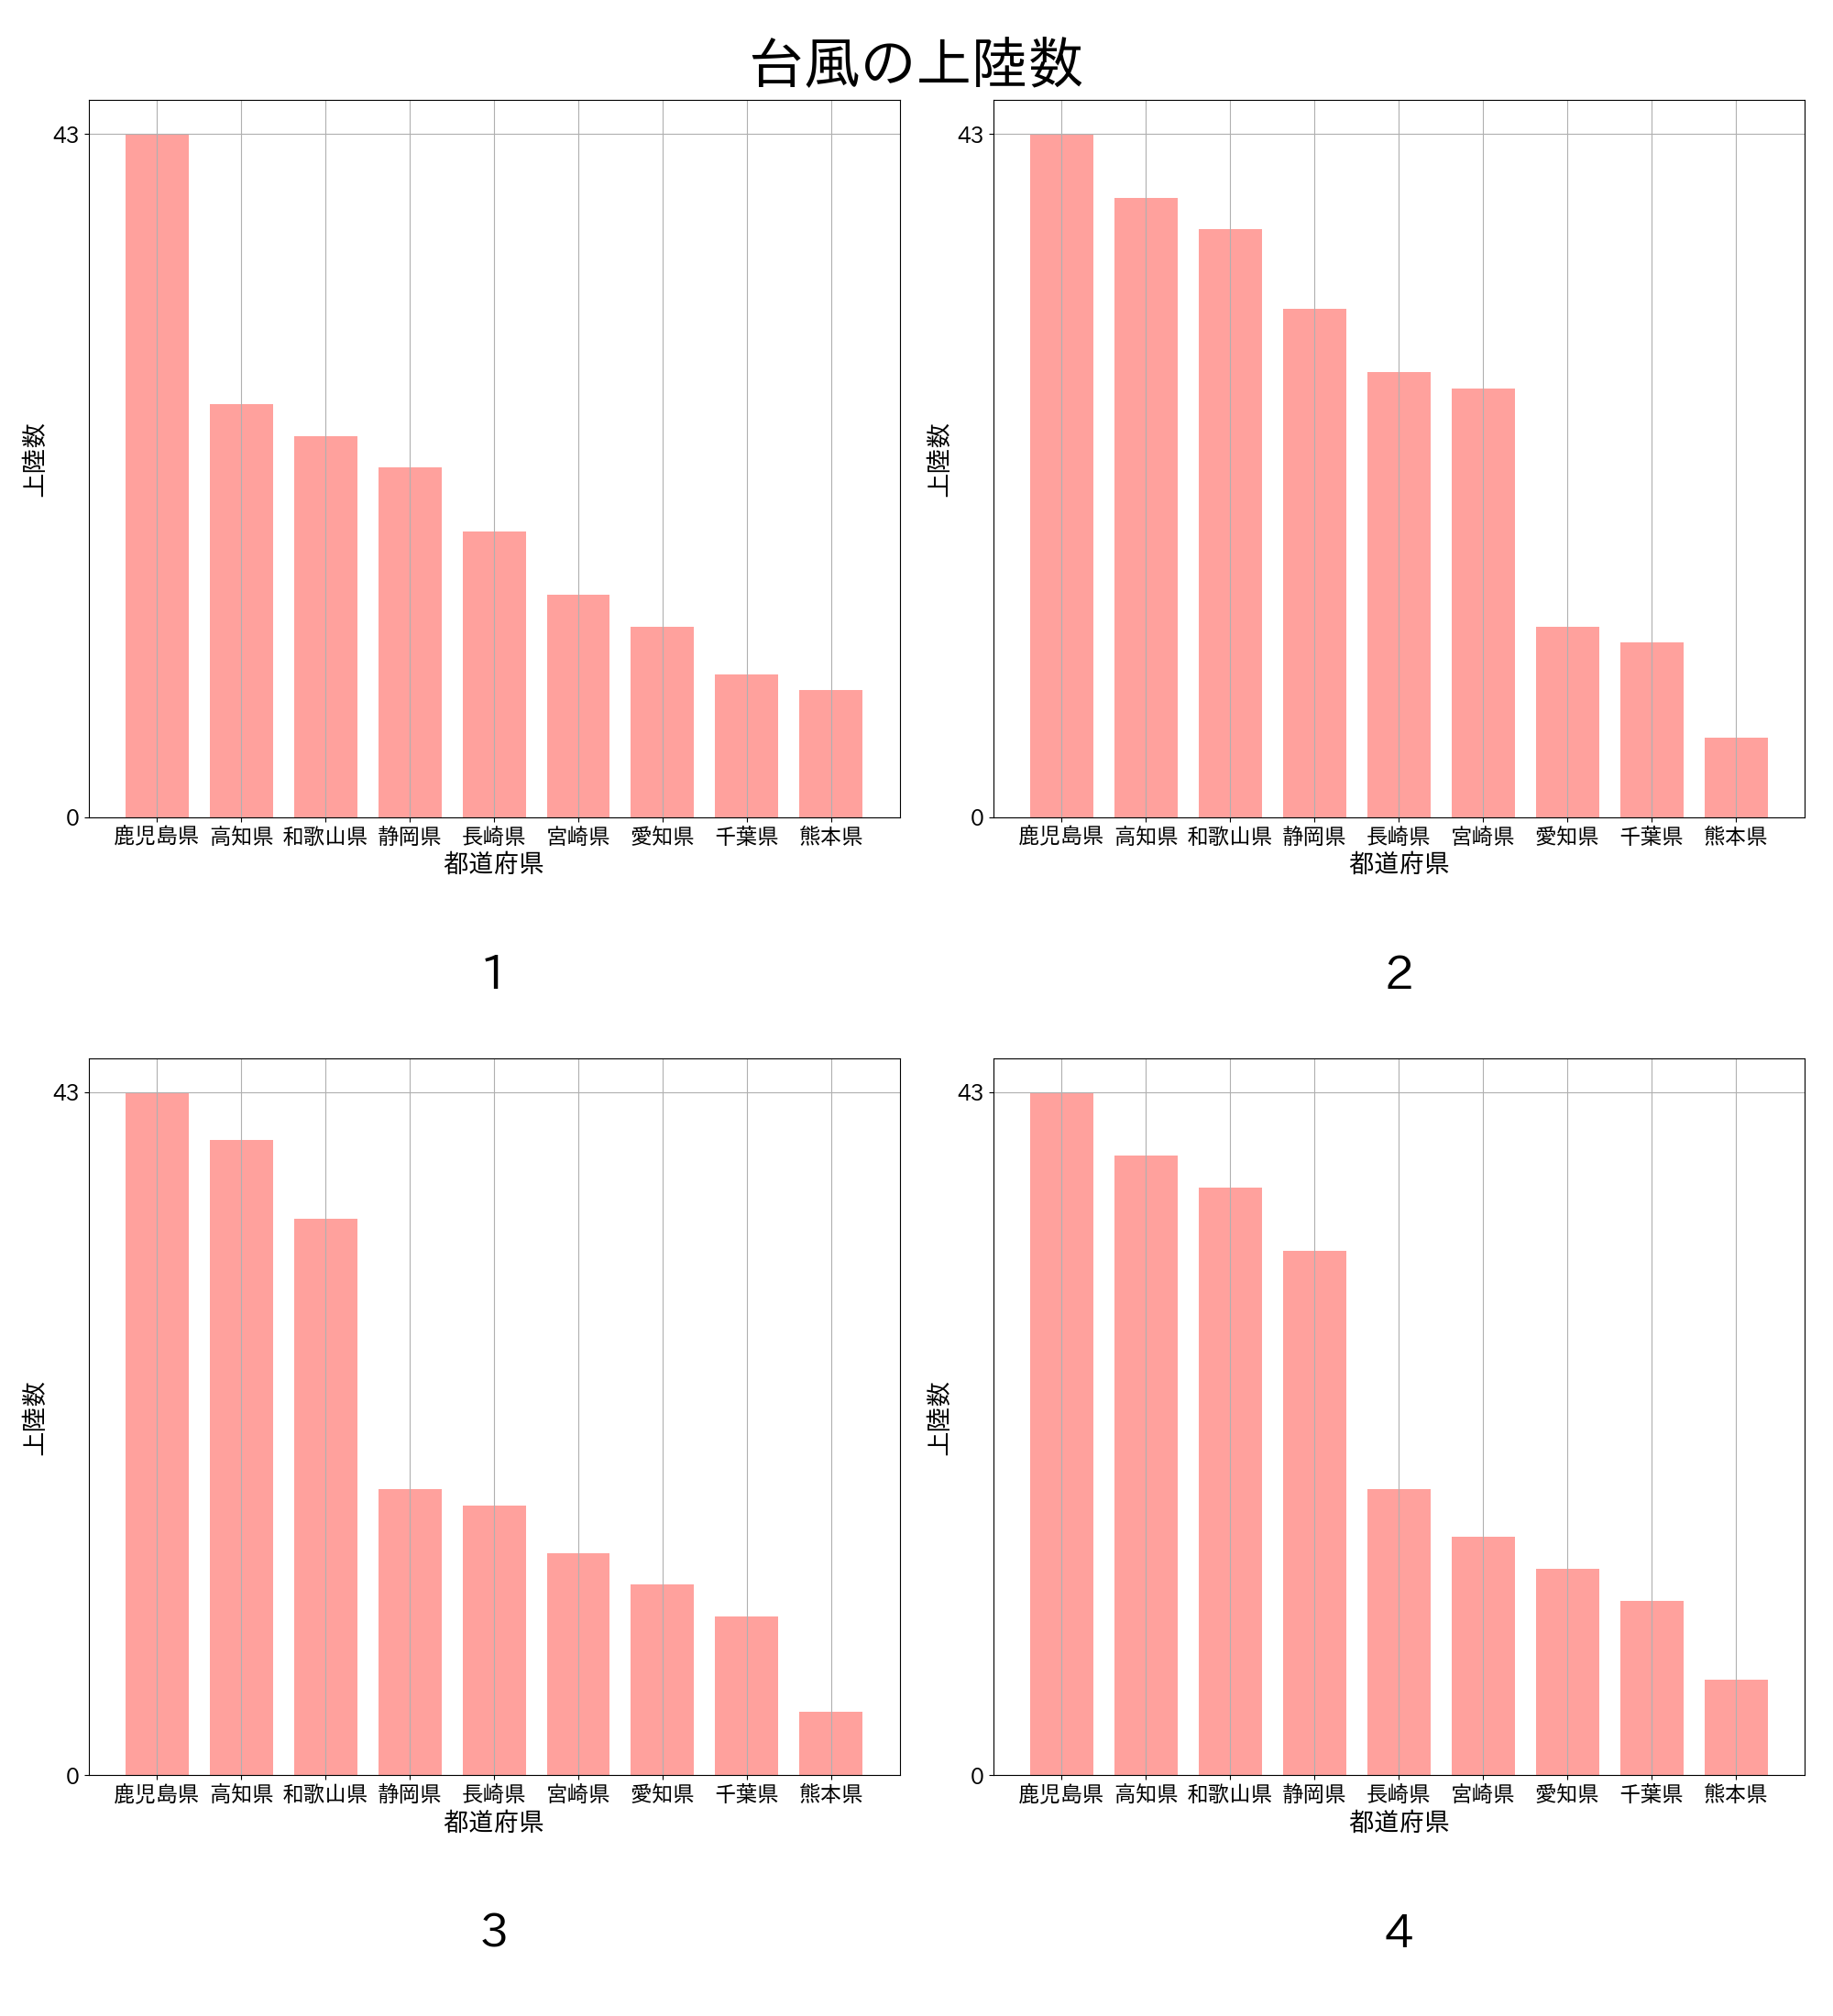 台風の上陸数
43
上陸数
0
鹿児島県 高知県 和歌山県 静岡県 長崎県 宮崎県 愛知県 千葉県 熊本県
都道府県
1
43
上陸数
0
鹿児島県 高知県 和歌山県 静岡県 長崎県 宮崎県 愛知県 千葉県 熊本県
都道府県
2
43
上陸数
0
鹿児島県 高知県 和歌山県 静岡県 長崎県 宮崎県 愛知県 千葉県 熊本県
都道府県
3
43
上陸数
0
鹿児島県 高知県 和歌山県 静岡県 長崎県 宮崎県 愛知県 千葉県 熊本県
都道府県
4